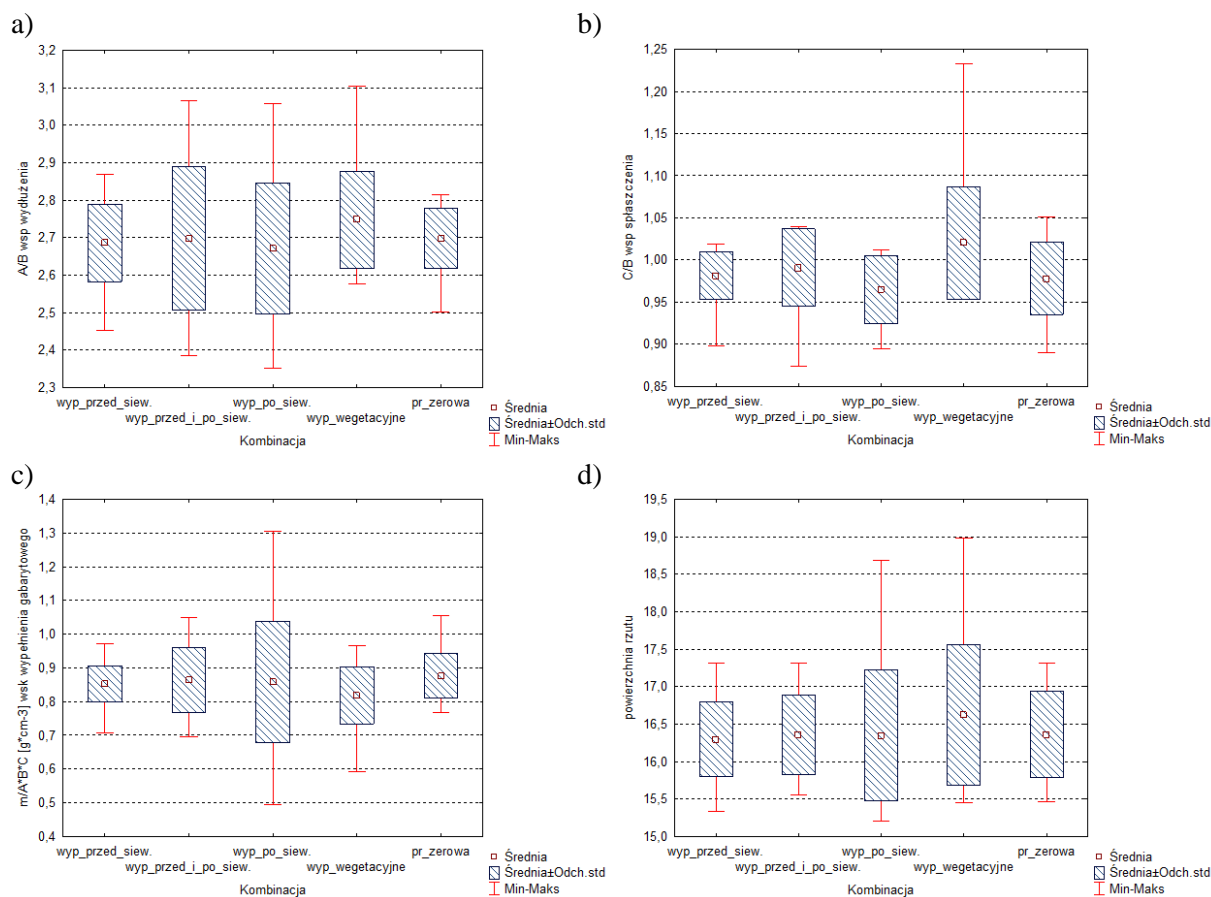 a)
A/B wsp wydłużenia
3,2
3,1
3,0
2,9
2,8
2,7
2,6
2,5
2,4
2,3
wyp_przed_siew. wyp_po_siew. pr_zerowa
wyp_przed_i_po_siew. wyp_wegetacyjne
Kombinacja
Średnia
Średnia±Odch.std
Min-Maks
b)
C/B wsp spłaszczenia
1,25
1,20
1,15
1,10
1,05
1,00
0,95
0,90
0,85
wyp_przed_siew. wyp_po_siew. pr_zerowa
wyp_przed_i_po_siew. wyp_wegetacyjne
Kombinacja
Średnia
Średnia±Odch.std
Min-Maks
c)
m/A*B*C [g*cm-3] wsk wypełnienia gabarytowego
1,4
1,3
1,2
1,1
1,0
0,9
0,8
0,7
0,6
0,5
0,4
wyp_przed_siew. wyp_po_siew. pr_zerowa
wyp_przed_i_po_siew. wyp_wegetacyjne
Kombinacja
Średnia
Średnia±Odch.std
Min-Maks
d)
powierzchnia rzutu
19,5
19,0
18,5
18,0
17,5
17,0
16,5
16,0
15,5
15,0
wyp_przed_siew. wyp_po_siew. pr_zerowa
wyp_przed_i_po_siew. wyp_wegetacyjne
Kombinacja
Średnia
Średnia±Odch.std
Min-Maks